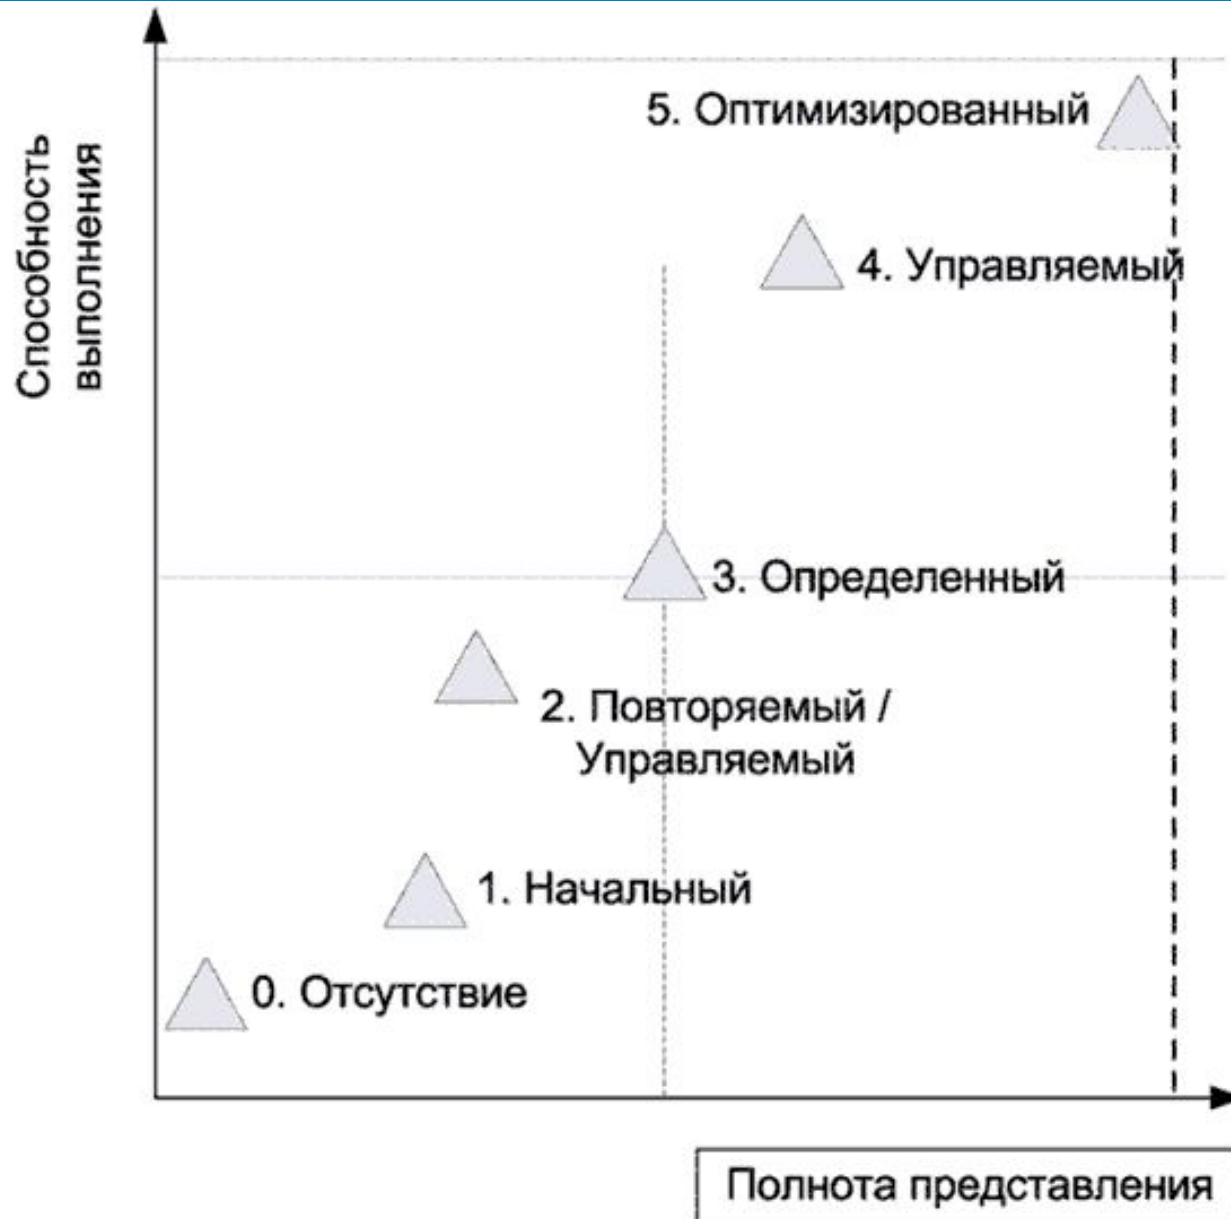 Способность
выполнения
5. Оптимизированный
4. Управляемый
3. Определенный
2. Повторяемый /
Управляемый
1. Начальный
0. Отсутствие
Полнота представления